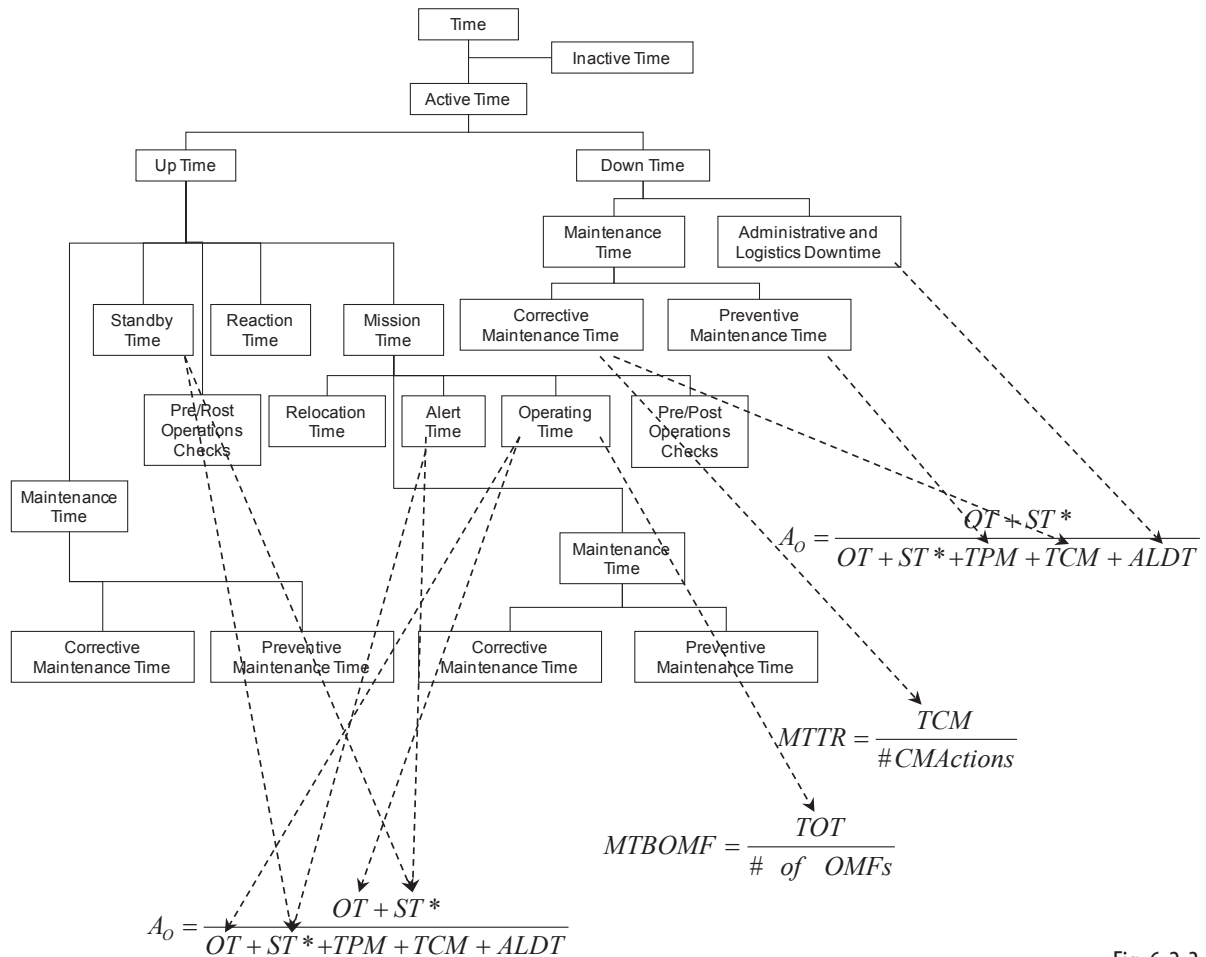 Time
Inactive Time
Active Time
Up Time
Down Time
Maintenance
Time
Administrative and
Logistics Downtime
Standby
Time
Reaction
Time
Mission
Time
Corrective
Maintenance Time
Preventive
Maintenance Time
Pre/Rost
Operations
Checks
Relocation
Time
Alert
Time
Operating
Time
Pre/Post
Operations
Checks
Maintenance
Time
Maintenance
Time
Corrective
Maintenance Time
Preventive
Maintenance Time
Corrective
Maintenance Time
Preventive
Maintenance Time
OT + ST *
A_O =
OT + ST * +TPM + TCM + ALDT
TCM
MTTR =
# CMActions
TOT
MTBOMF =
# of OMFs
OT + ST *
A_O =
OT + ST * +TPM + TCM + ALDT